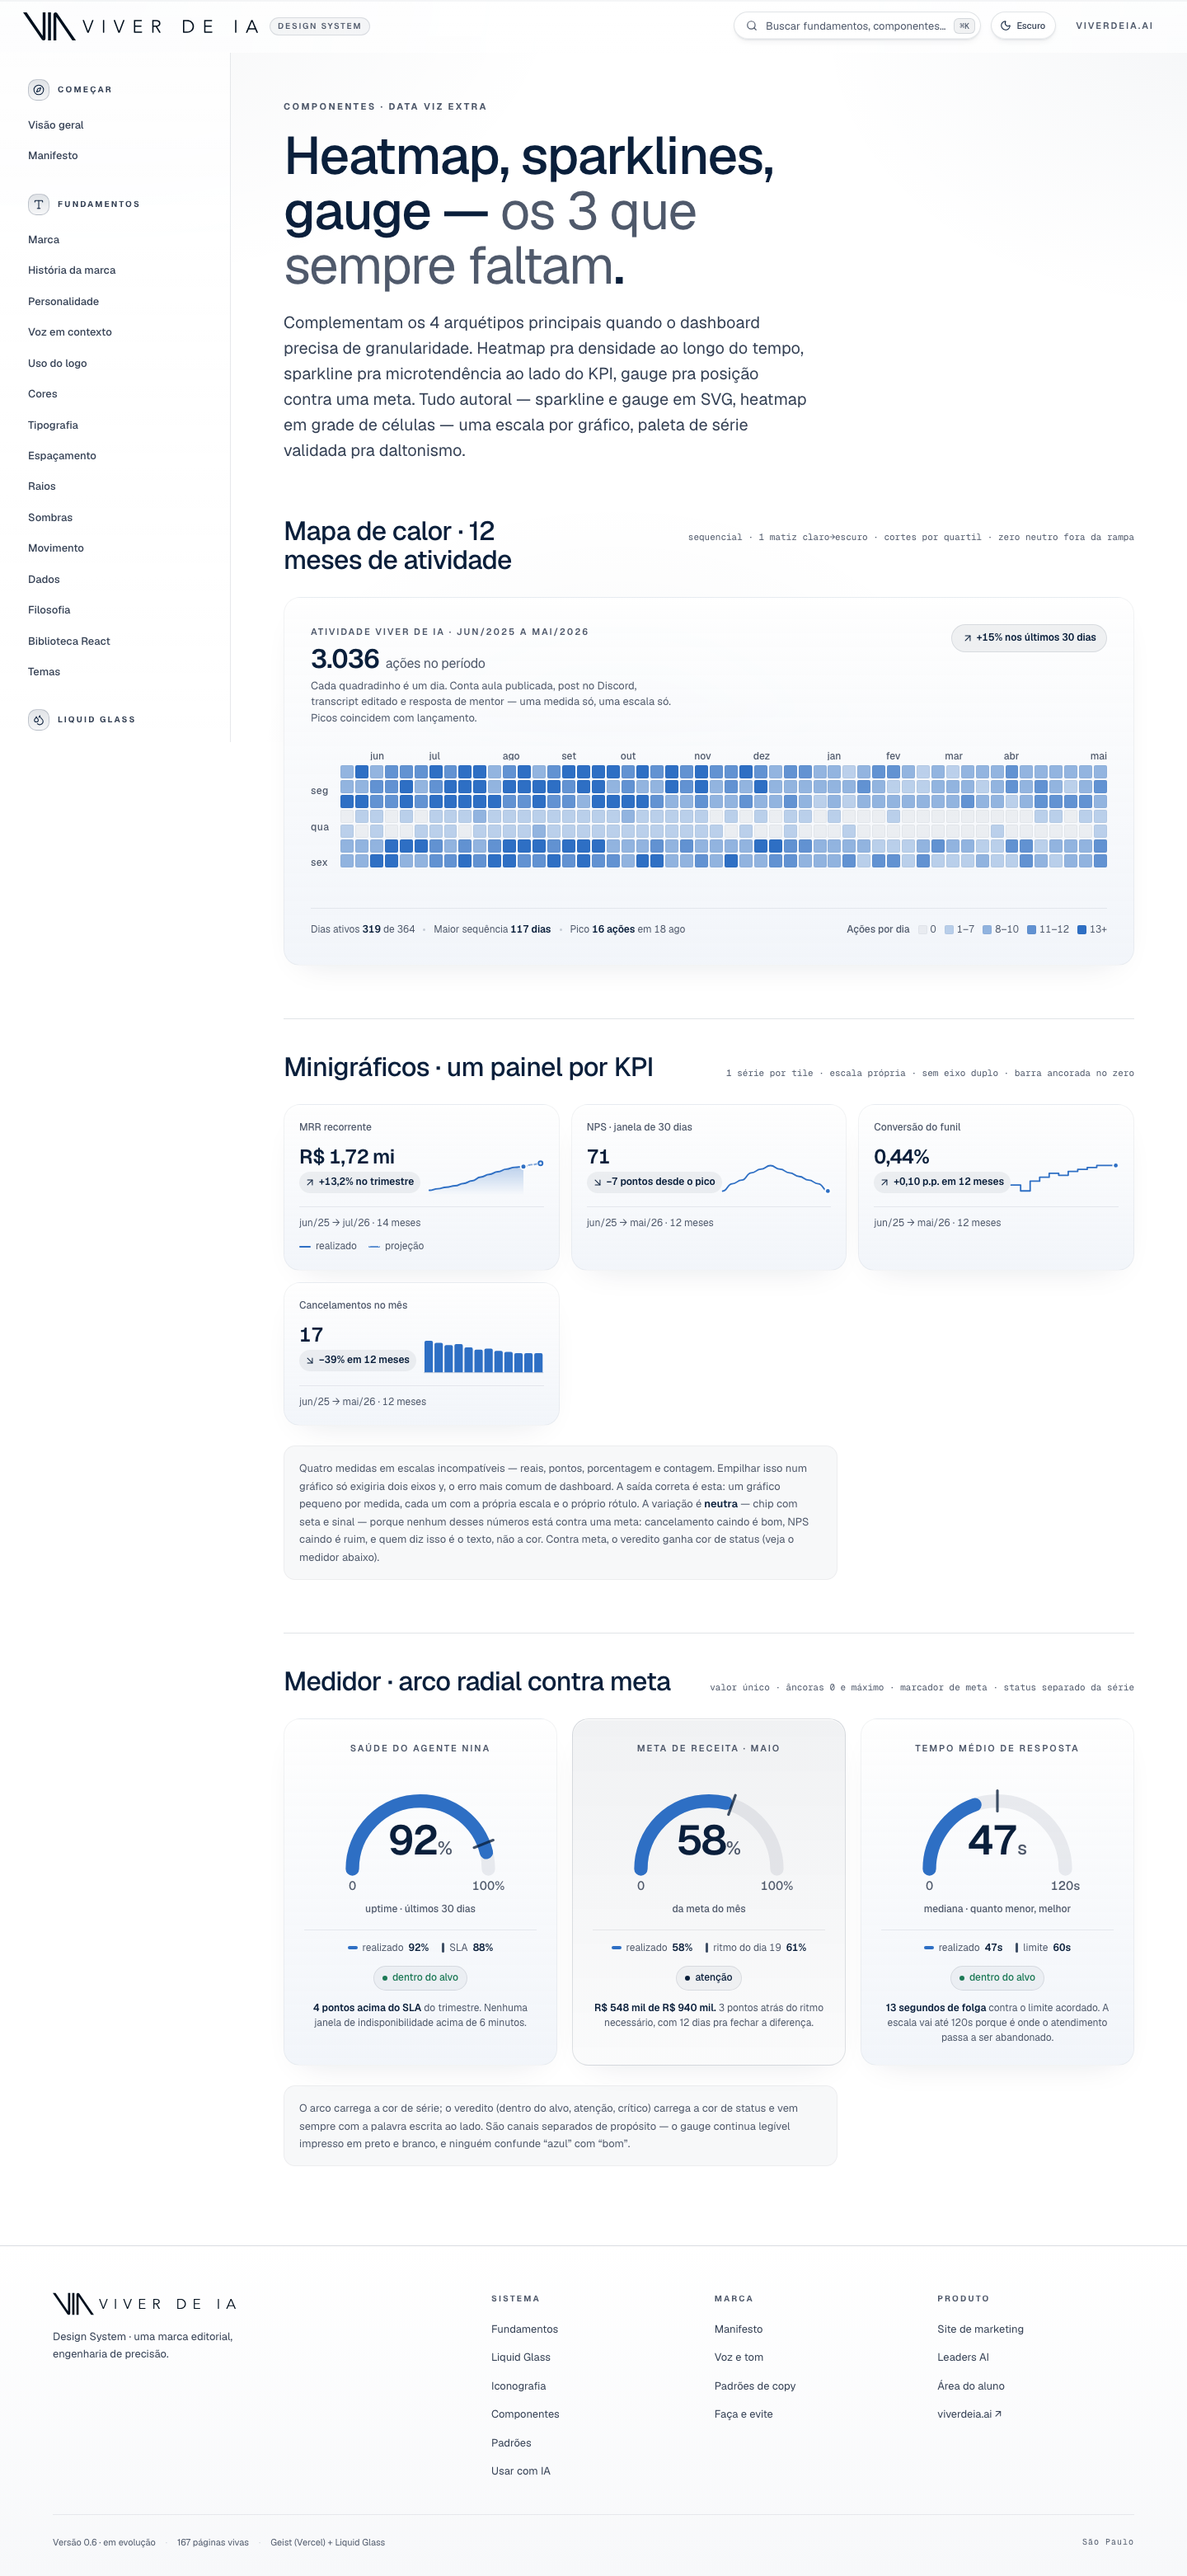 VIVER DE IA
DESIGN SYSTEM
Buscar fundamentos, componentes...
⌘K
Escuro
VIVERDEIA.AI
COMEÇAR
Visão geral
Manifesto
FUNDAMENTOS
Marca
História da marca
Personalidade
Voz em contexto
Uso do logo
Cores
Tipografia
Espaçamento
Raios
Sombras
Movimento
Dados
Filosofia
Biblioteca React
Temas
LIQUID GLASS
COMPONENTES · DATA VIZ EXTRA
Heatmap, sparklines,
gauge — os 3 que
sempre faltam.
Complementam os 4 arquétipos principais quando o dashboard
precisa de granularidade. Heatmap pra densidade ao longo do tempo,
sparkline pra microtendência ao lado do KPI, gauge pra posição
contra uma meta. Tudo autoral — sparkline e gauge em SVG, heatmap
em grade de células — uma escala por gráfico, paleta de série
validada pra daltonismo.
Mapa de calor · 12
meses de atividade
sequencial · 1 matiz claro→escuro · cortes por quartil · zero neutro fora da rampa
ATIVIDADE VIVER DE IA · JUN/2025 A MAI/2026
3.036 ações no período
↗ +15% nos últimos 30 dias
Cada quadradinho é um dia. Conta aula publicada, post no Discord,
transcript editado e resposta de mentor — uma medida só, uma escala só.
Picos coincidem com lançamento.
jun jul ago set out nov dez jan fev mar abr mai
seg
qua
sex
Dias ativos 319 de 364 · Maior sequência 117 dias · Pico 16 ações em 18 ago
Ações por dia 0 1–7 8–10 11–12 13+
Minigráficos · um painel por KPI
1 série por tile · escala própria · sem eixo duplo · barra ancorada no zero
MRR recorrente
R$ 1,72 mi
↗ +13,2% no trimestre
jun/25 → jul/26 · 14 meses
realizado projeção
NPS · janela de 30 dias
71
↘ −7 pontos desde o pico
jun/25 → mai/26 · 12 meses
Conversão do funil
0,44%
↗ +0,10 p.p. em 12 meses
jun/25 → mai/26 · 12 meses
Cancelamentos no mês
17
↘ −39% em 12 meses
jun/25 → mai/26 · 12 meses
Quatro medidas em escalas incompatíveis — reais, pontos, porcentagem e contagem. Empilhar isso num
gráfico só exigiria dois eixos y, o erro mais comum de dashboard. A saída correta é esta: um gráfico
pequeno por medida, cada um com a própria escala e o próprio rótulo. A variação é neutra — chip com
seta e sinal — porque nenhum desses números está contra uma meta: cancelamento caindo é bom, NPS
caindo é ruim, e quem diz isso é o texto, não a cor. Contra meta, o veredito ganha cor de status (veja o
medidor abaixo).
Medidor · arco radial contra meta
valor único · âncoras 0 e máximo · marcador de meta · status separado da série
SAÚDE DO AGENTE NINA
92%
0 100%
uptime · últimos 30 dias
realizado 92% SLA 88%
dentro do alvo
4 pontos acima do SLA do trimestre. Nenhuma
janela de indisponibilidade acima de 6 minutos.
META DE RECEITA · MAIO
58%
0 100%
da meta do mês
realizado 58% ritmo do dia 19 61%
atenção
R$ 548 mil de R$ 940 mil. 3 pontos atrás do ritmo
necessário, com 12 dias pra fechar a diferença.
TEMPO MÉDIO DE RESPOSTA
47s
0 120s
mediana · quanto menor, melhor
realizado 47s limite 60s
dentro do alvo
13 segundos de folga contra o limite acordado. A
escala vai até 120s porque é onde o atendimento
passa a ser abandonado.
O arco carrega a cor de série; o veredito (dentro do alvo, atenção, crítico) carrega a cor de status e vem
sempre com a palavra escrita ao lado. São canais separados de propósito — o gauge continua legível
impresso em preto e branco, e ninguém confunde “azul” com “bom”.
VIVER DE IA
Design System · uma marca editorial,
engenharia de precisão.
SISTEMA
Fundamentos
Liquid Glass
Iconografia
Componentes
Padrões
Usar com IA
MARCA
Manifesto
Voz e tom
Padrões de copy
Faça e evite
PRODUTO
Site de marketing
Leaders AI
Área do aluno
viverdeia.ai ↗
Versão 0.6 · em evolução · 167 páginas vivas · Geist (Vercel) + Liquid Glass
São Paulo